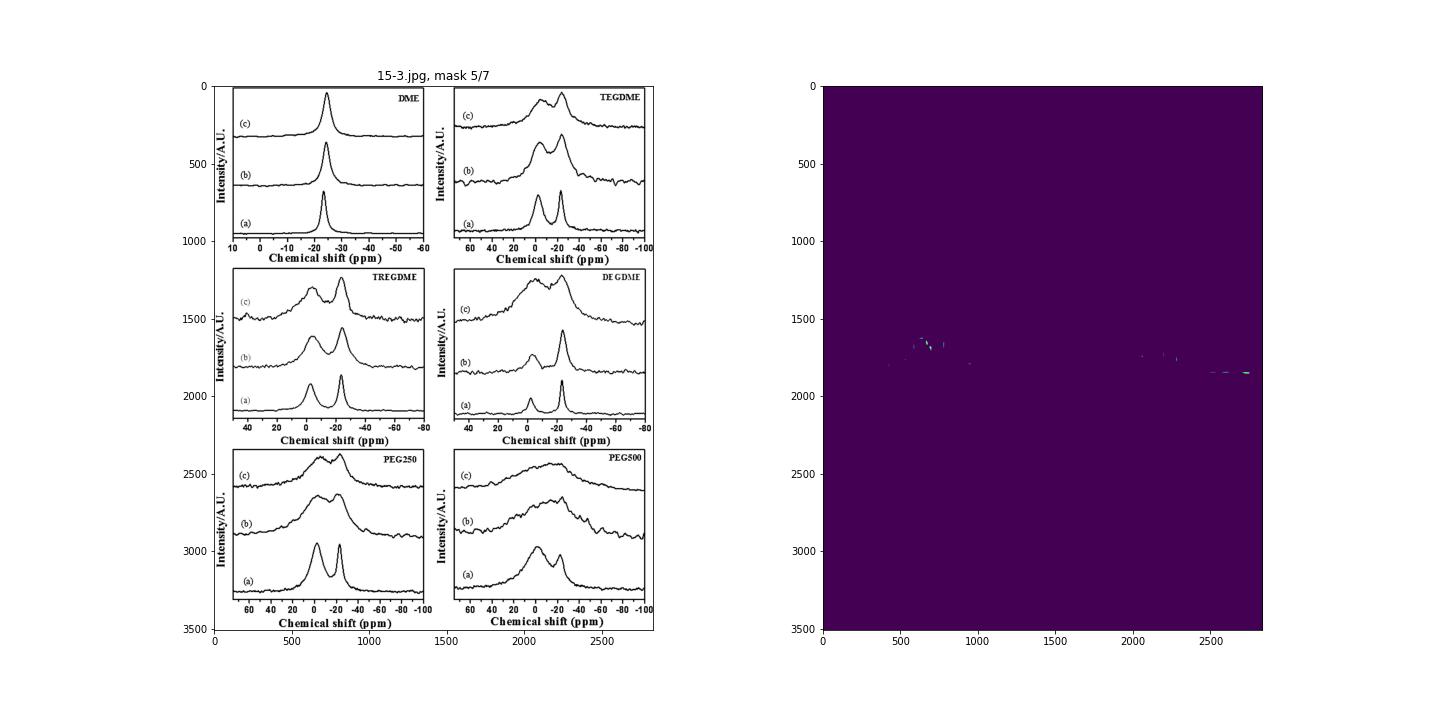 15-3.jpg, mask 5/7
0
500
1000
1500
2000
2500
3000
3500
0 500 1000 1500 2000 2500
Intensity/A.U.
DME
(c)
(b)
(a)
10 0 -10 -20 -30 -40 -50 -60
Chemical shift (ppm)
Intensity/A.U.
TEGDME
(c)
(b)
(a)
60 40 20 0 -20 -40 -60 -80 -100
Chemical shift (ppm)
Intensity/A.U.
TREGDME
(c)
(b)
(a)
40 20 0 -20 -40 -60 -80
Chemical shift (ppm)
Intensity/A.U.
DEGDME
(c)
(b)
(a)
40 20 0 -20 -40 -60 -80
Chemical shift (ppm)
Intensity/A.U.
PEG250
(c)
(b)
(a)
60 40 20 0 -20 -40 -60 -80 -100
Chemical shift (ppm)
Intensity/A.U.
PEG500
(c)
(b)
(a)
60 40 20 0 -20 -40 -60 -80 -100
Chemical shift (ppm)
0
500
1000
1500
2000
2500
3000
3500
0 500 1000 1500 2000 2500